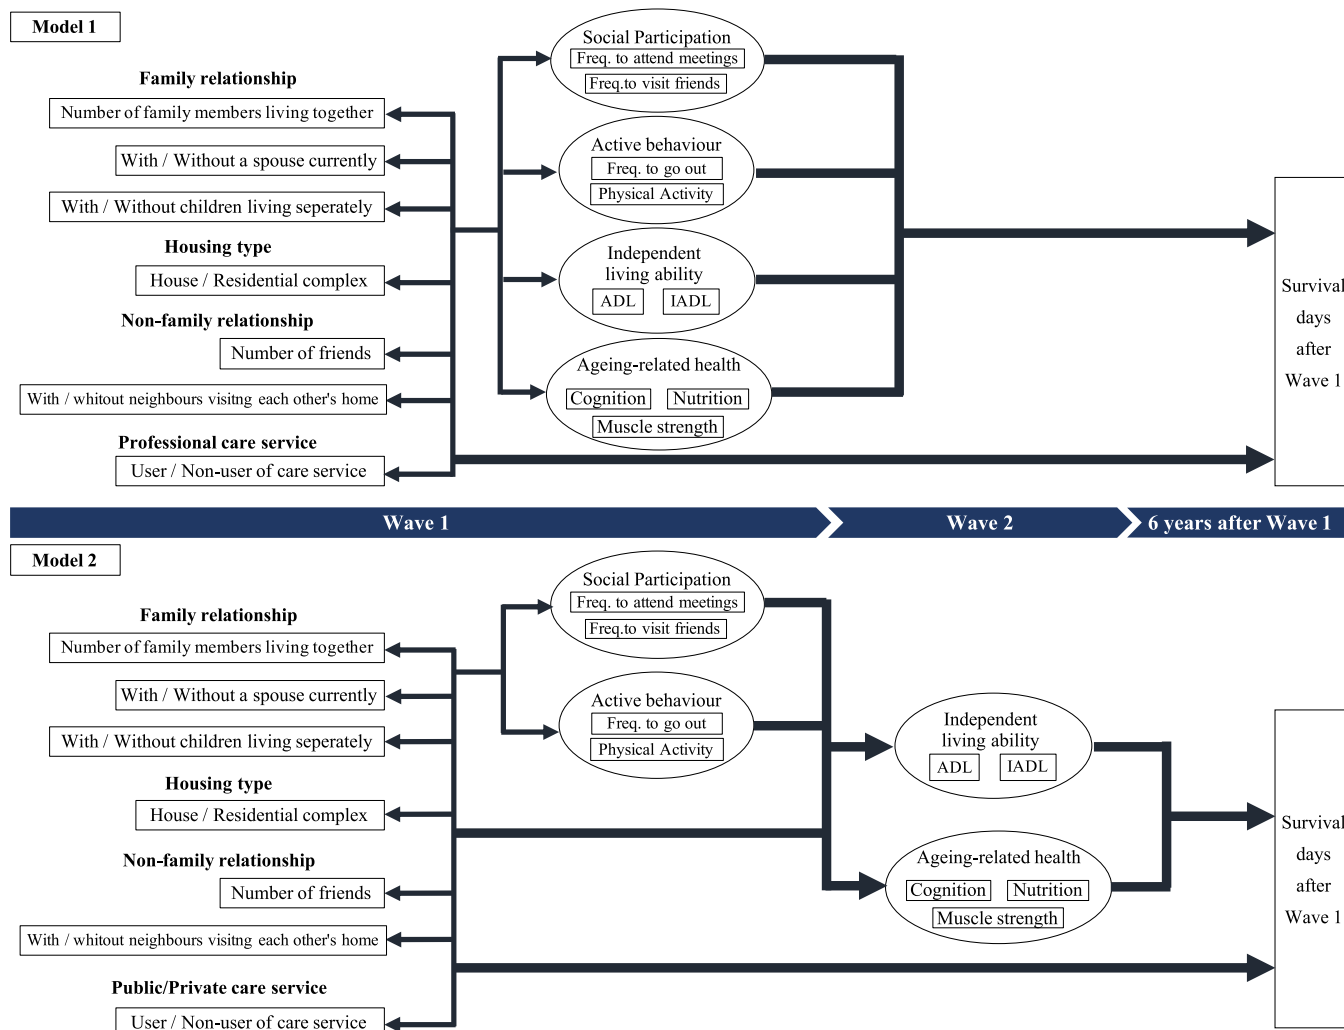 Model 1
Family relationship
Number of family members living together
With / Without a spouse currently
With / Without children living seperately
Housing type
House / Residential complex
Non-family relationship
Number of friends
With / whitout neighbours visitng each other's home
Professional care service
User / Non-user of care service
Social Participation
Freq. to attend meetings
Freq.to visit friends
Active behaviour
Freq. to go out
Physical Activity
Independent
living ability
ADL IADL
Ageing-related health
Cognition Nutrition
Muscle strength
Survival
days
after
Wave 1
Wave 1 Wave 2 6 years after Wave 1
Model 2
Family relationship
Number of family members living together
With / Without a spouse currently
With / Without children living seperately
Housing type
House / Residential complex
Non-family relationship
Number of friends
With / whitout neighbours visitng each other's home
Public/Private care service
User / Non-user of care service
Social Participation
Freq. to attend meetings
Freq.to visit friends
Active behaviour
Freq. to go out
Physical Activity
Independent
living ability
ADL IADL
Ageing-related health
Cognition Nutrition
Muscle strength
Survival
days
after
Wave 1